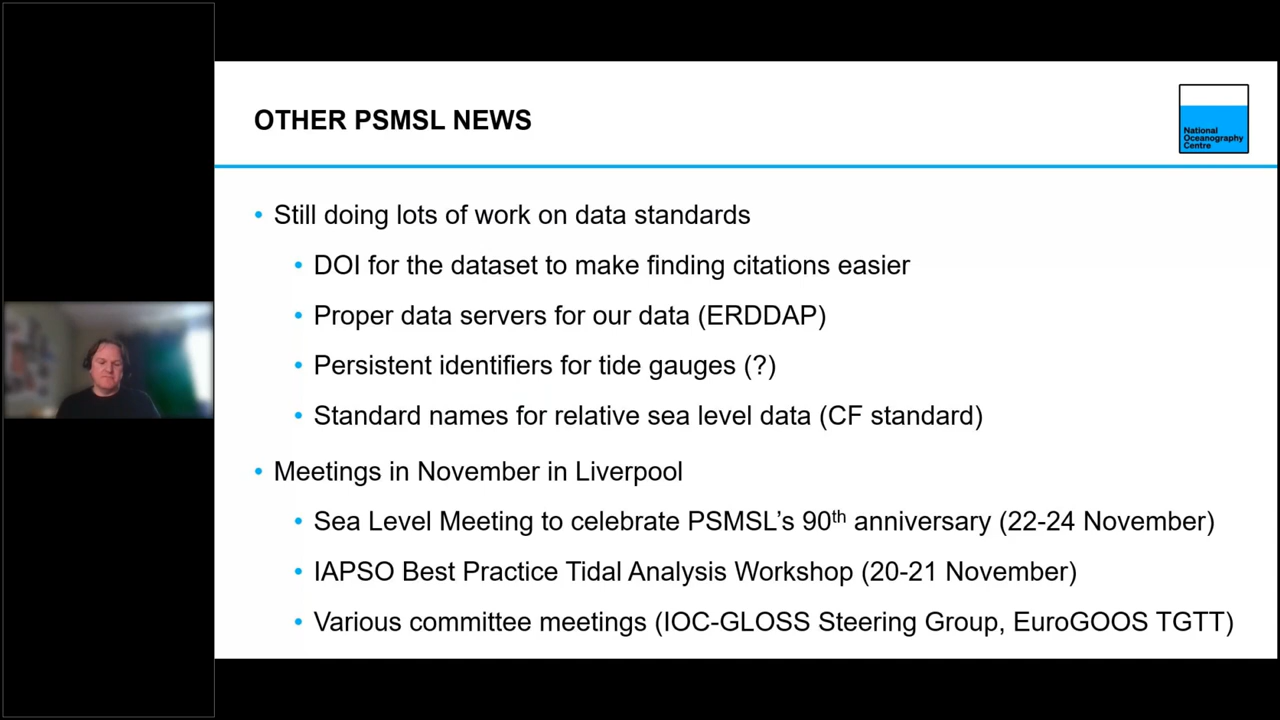 OTHER PSMSL NEWS
National
Oceanography
Centre
• Still doing lots of work on data standards
• DOI for the dataset to make finding citations easier
• Proper data servers for our data (ERDDAP)
• Persistent identifiers for tide gauges (?)
• Standard names for relative sea level data (CF standard)
• Meetings in November in Liverpool
• Sea Level Meeting to celebrate PSMSL’s 90th anniversary (22-24 November)
• IAPSO Best Practice Tidal Analysis Workshop (20-21 November)
• Various committee meetings (IOC-GLOSS Steering Group, EuroGOOS TGTT)